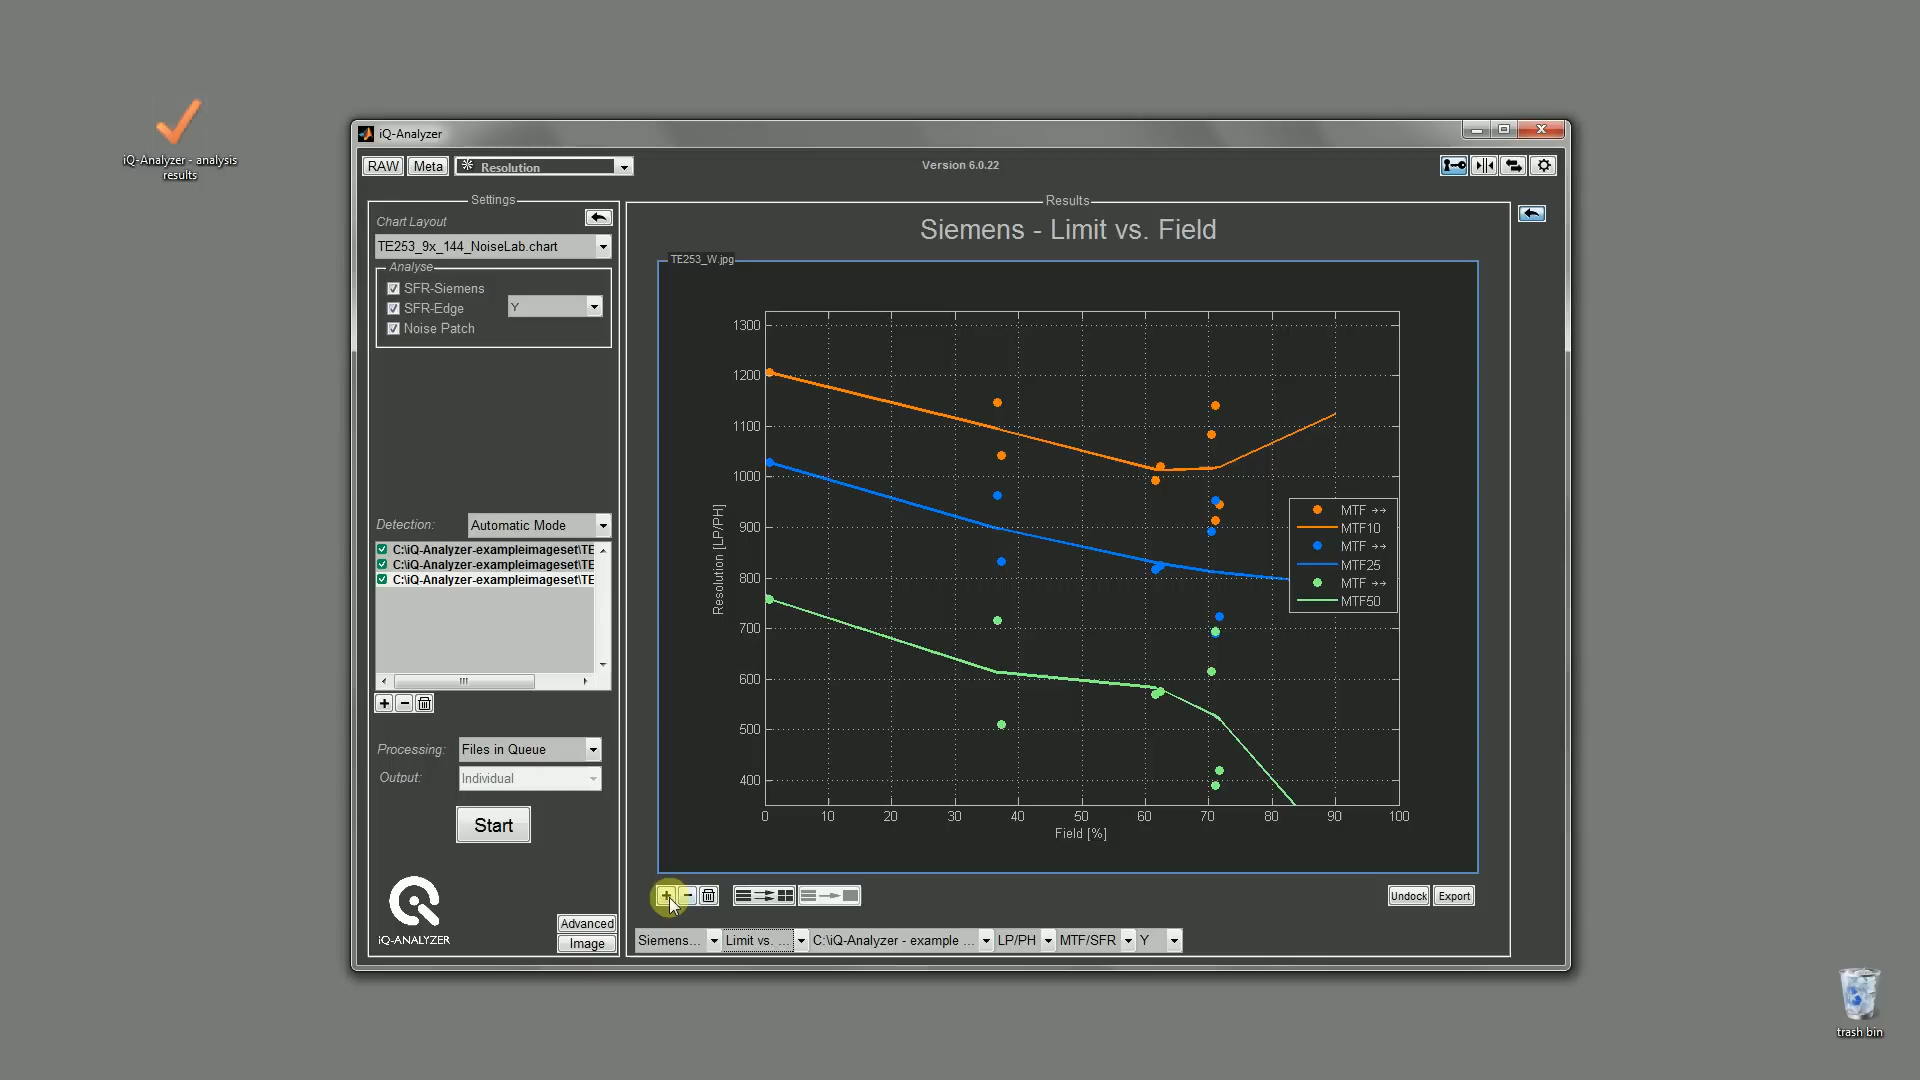 iQ-Analyzer - analysis
results
iQ-Analyzer
RAW
Meta
Resolution
Version 6.0.22
Settings
Chart Layout
TE253_9x_144_NoiseLab.chart
Analyse
SFR-Siemens
SFR-Edge
Y
Noise Patch
Detection:
Automatic Mode
C:\iQ-Analyzer-exampleimageset\TE
C:\iQ-Analyzer-exampleimageset\TE
C:\iQ-Analyzer-exampleimageset\TE
Processing:
Files in Queue
Output:
Individual
Start
iQ-ANALYZER
Advanced
Image
Results
Siemens - Limit vs. Field
TE253_W.jpg
1300
1200
1100
1000
900
800
700
600
500
400
Resolution [LP/PH]
0 10 20 30 40 50 60 70 80 90 100
Field [%]
MTF →→
MTF10
MTF →→
MTF25
MTF →→
MTF50
Undock
Export
Siemens...
Limit vs. ...
C:\iQ-Analyzer - example ...
LP/PH
MTF/SFR
Y
trash bin